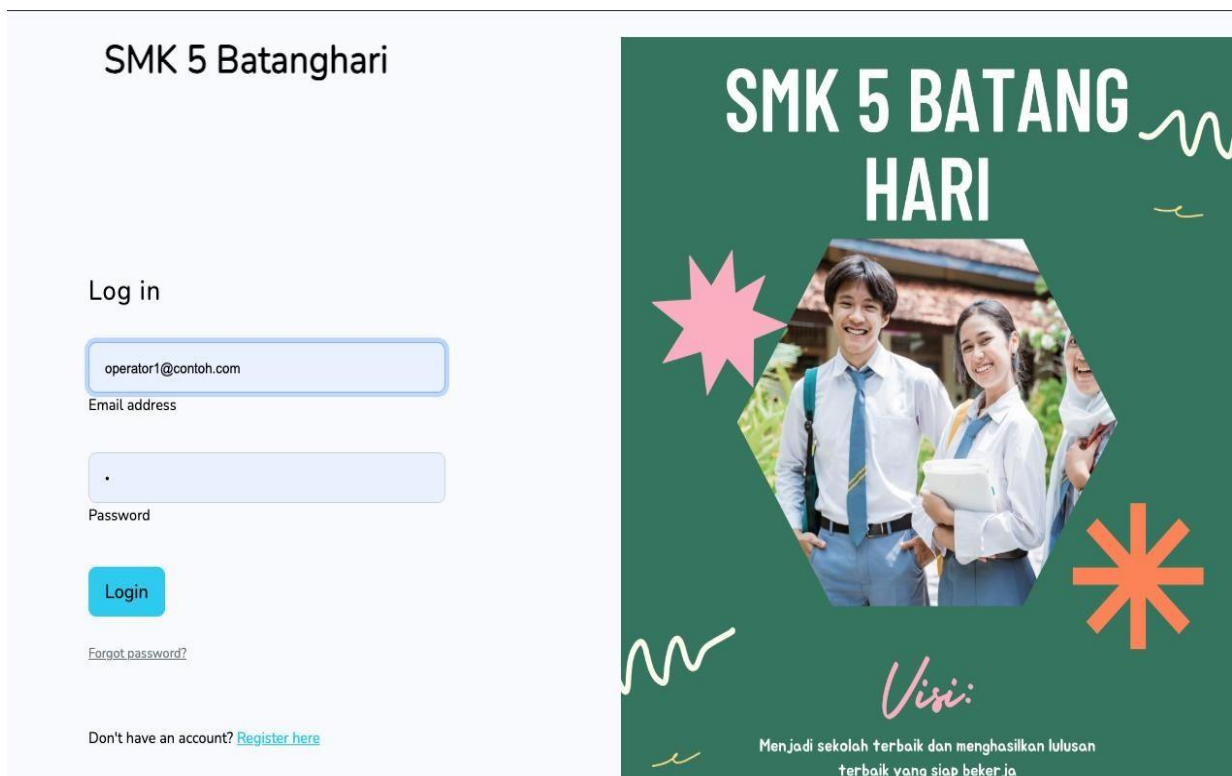 SMK 5 Batanghari
Log in
operator1@contoh.com
Email address
•
Password
Login
Forgot password?
Don't have an account? Register here
SMK 5 BATANG
HARI
Visi:
Menjadi sekolah terbaik dan menghasilkan lulusan
terbaik yang siap bekerja